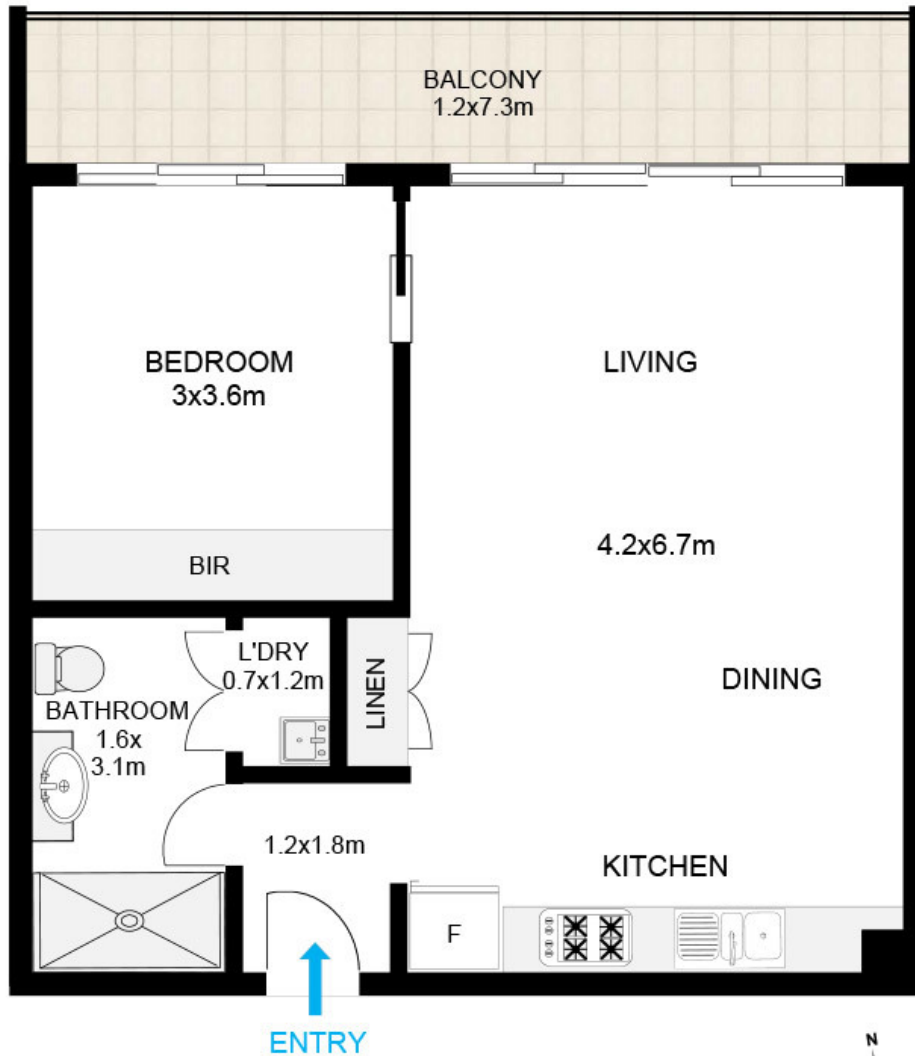 BALCONY
1.2x7.3m
BEDROOM
3x3.6m
LIVING
4.2x6.7m
BIR
L'DRY
0.7x1.2m
LINEN
DINING
BATHROOM
1.6x
3.1m
1.2x1.8m
KITCHEN
F
ENTRY
N